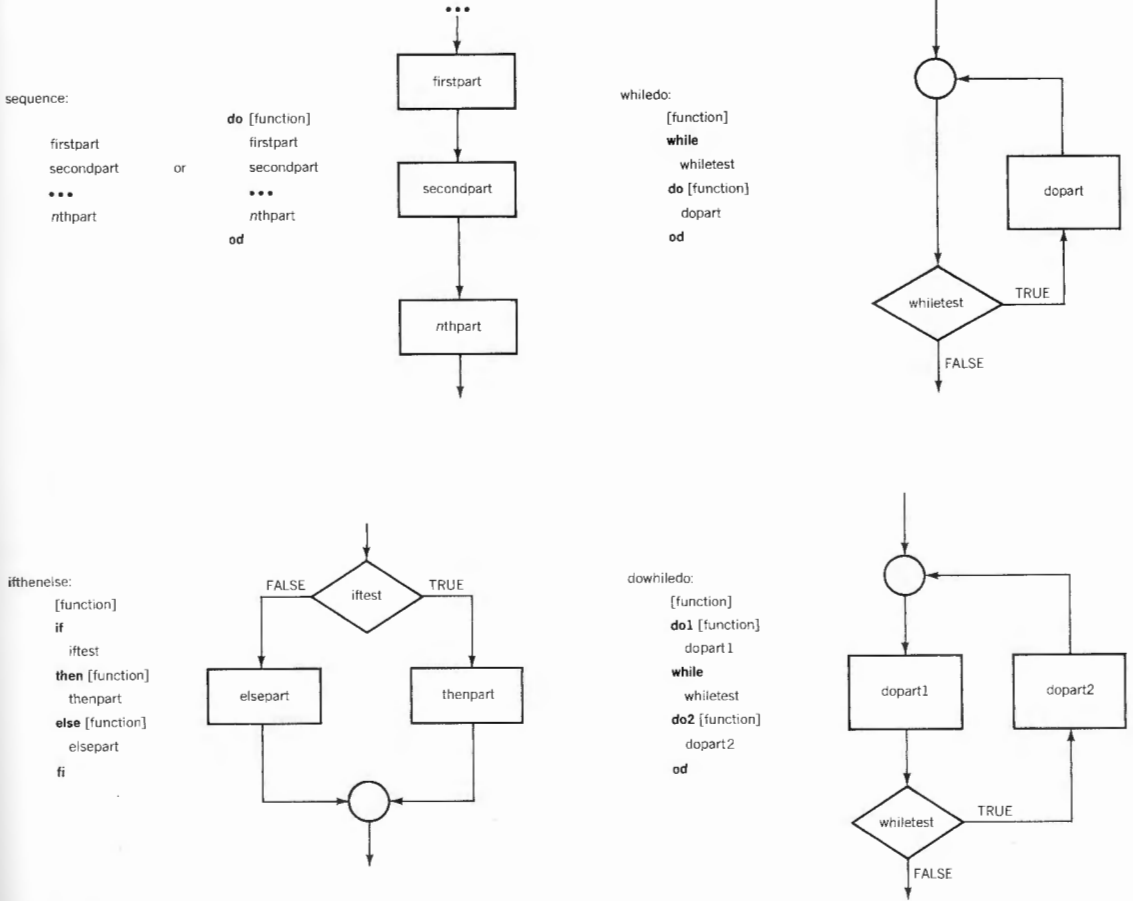 •••
sequence:
firstpart
secondpart
•••
nthpart
or
do [function]
firstpart
secondpart
•••
nthpart
od
firstpart
secondpart
nthpart
whiledo:
[function]
while
whiletest
do [function]
dopart
od
dopart
whiletest
TRUE
FALSE
ifthenelse:
[function]
if
iftest
then [function]
thenpart
else [function]
elsepart
fi
FALSE
iftest
TRUE
elsepart
thenpart
dowhiledo:
[function]
do1 [function]
dopart1
while
whiletest
do2 [function]
dopart2
od
dopart1
dopart2
whiletest
TRUE
FALSE